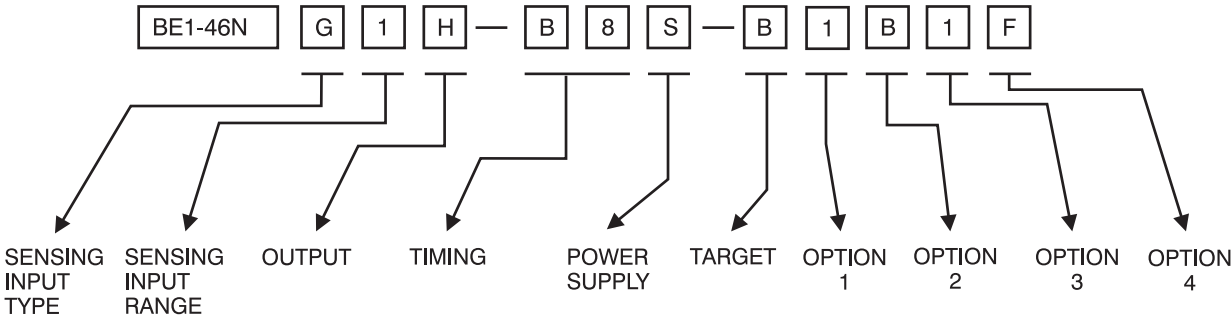 BE1-46N G 1 H — B 8 S — B 1 B 1 F
SENSING INPUT TYPE
SENSING INPUT RANGE
OUTPUT
TIMING
POWER SUPPLY
TARGET
OPTION 1
OPTION 2
OPTION 3
OPTION 4